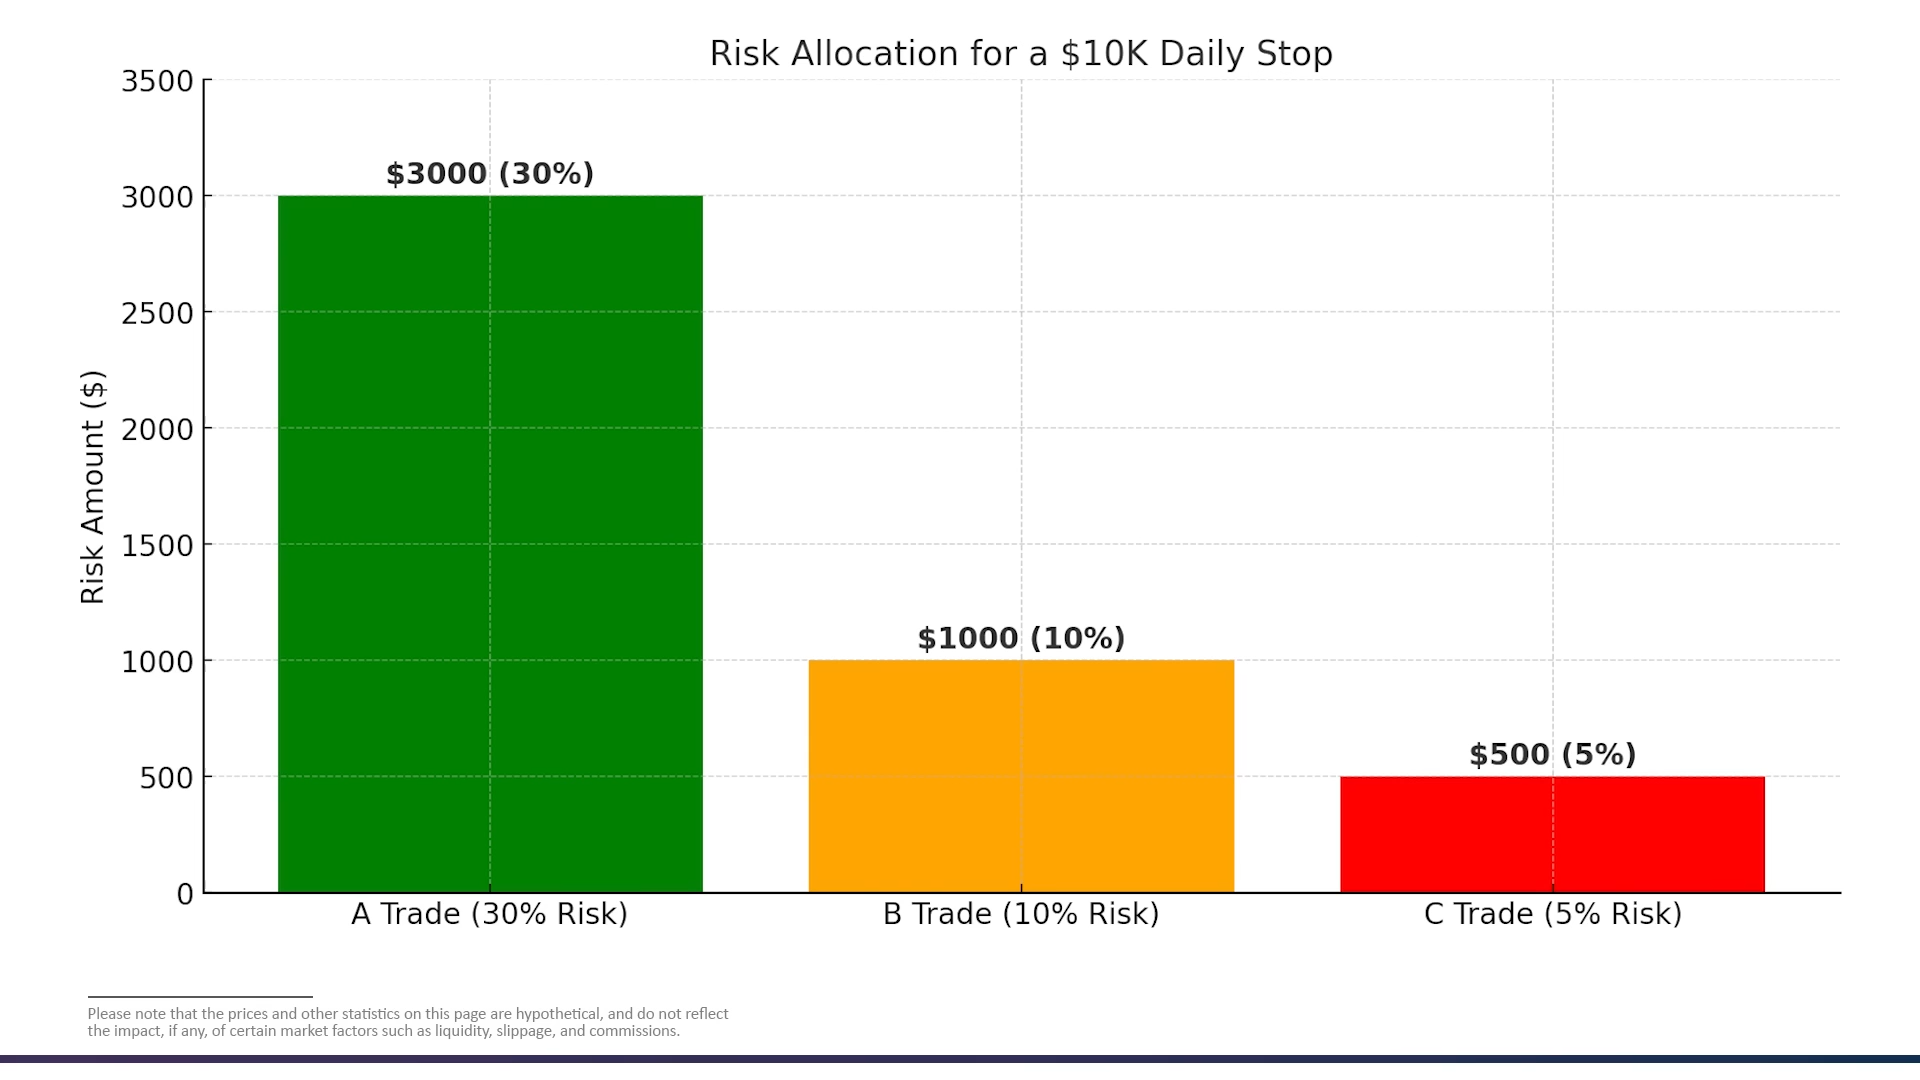 Risk Allocation for a $10K Daily Stop
Risk Amount ($)
3500
3000
2500
2000
1500
1000
500
0
$3000 (30%)
$1000 (10%)
$500 (5%)
A Trade (30% Risk)
B Trade (10% Risk)
C Trade (5% Risk)
Please note that the prices and other statistics on this page are hypothetical, and do not reflect
the impact, if any, of certain market factors such as liquidity, slippage, and commissions.